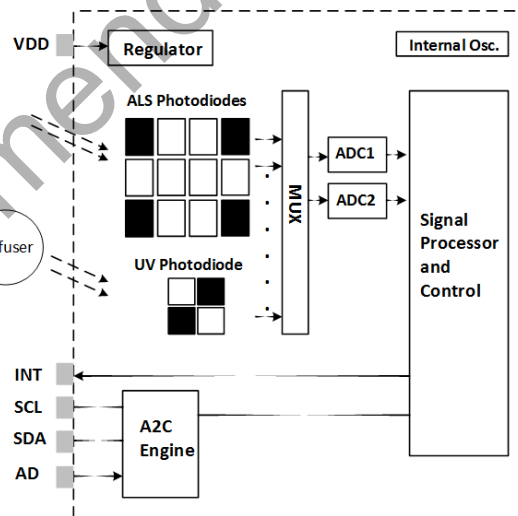 VDD
Regulator
Internal Osc.
ALS Photodiodes
MUX
ADC1
ADC2
Signal
Processor
and
Control
fuser
UV Photodiode
INT
SCL
SDA
AD
A2C
Engine
mend